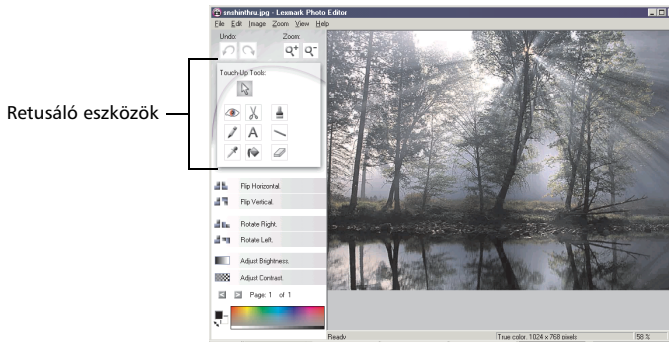 snshinthru.jpg - Lexmark Photo Editor
File Edit Image Zoom View Help
Undo: Zoom:
Touch-Up Tools:
Retusáló eszközök
A
Flip Horizontal.
Flip Vertical.
Rotate Right.
Rotate Left.
Adjust Brightness.
Adjust Contrast.
Page: 1 of 1
Ready True color: 1024 x 768 pixels 58 %